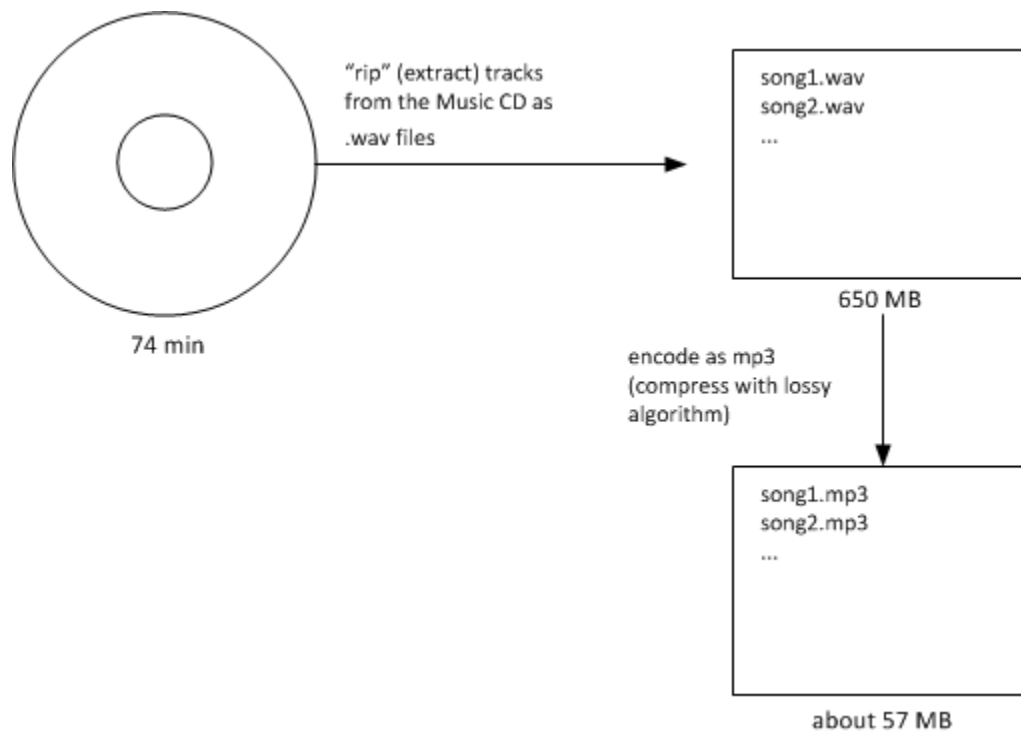 “rip” (extract) tracks
from the Music CD as
.wav files
song1.wav
song2.wav
...
650 MB
74 min
encode as mp3
(compress with lossy
algorithm)
song1.mp3
song2.mp3
...
about 57 MB